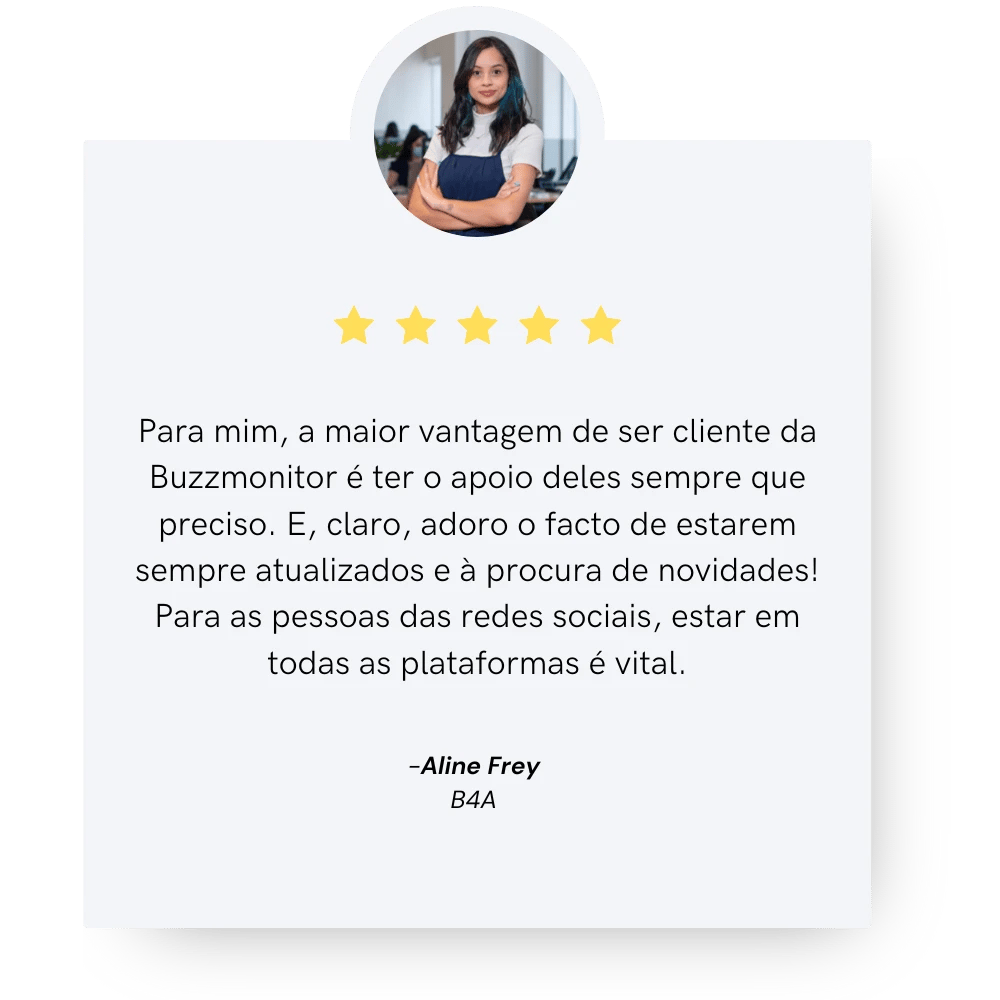 Para mim, a maior vantagem de ser cliente da
Buzzmonitor é ter o apoio deles sempre que
preciso. E, claro, adoro o facto de estarem
sempre atualizados e à procura de novidades!
Para as pessoas das redes sociais, estar em
todas as plataformas é vital.
–Aline Frey
B4A